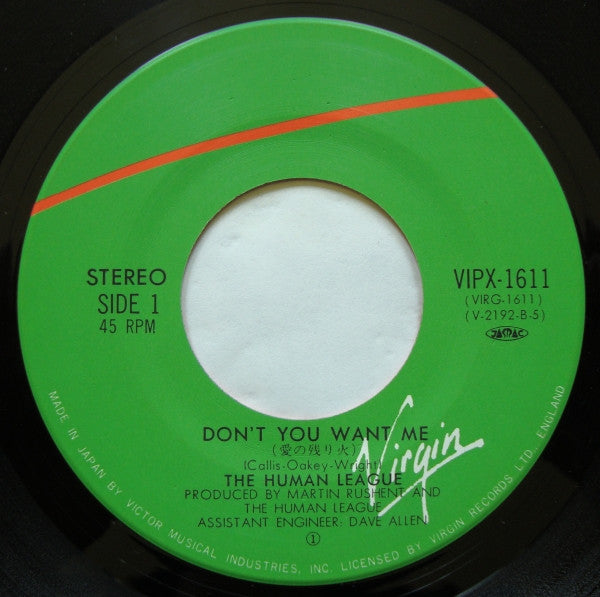 STEREO
SIDE 1
45 RPM
VIPX-1611
(VIRG-1611)
(V-2192-B-5)
JASRAC
DON'T YOU WANT ME
(愛の残り火)
(Callis-Oakey-Wright)
THE HUMAN LEAGUE
PRODUCED BY MARTIN RUSHENT AND
THE HUMAN LEAGUE
ASSISTANT ENGINEER: DAVE ALLEN
①
Virgin
MADE IN JAPAN BY VICTOR MUSICAL INDUSTRIES, INC. LICENSED BY VIRGIN RECORDS LTD., ENGLAND